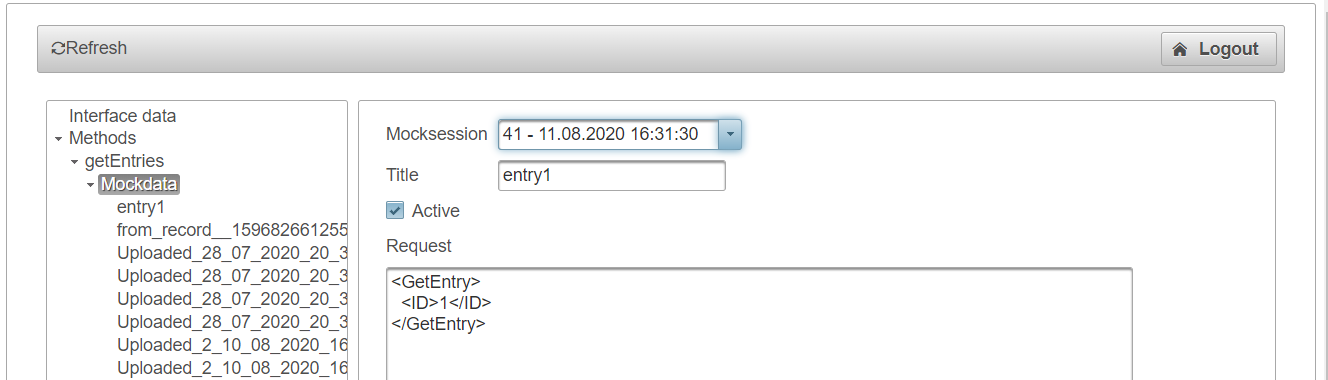 Refresh
Logout
Interface data
Methods
getEntries
Mockdata
entry1
from_record__159682661255
Uploaded_28_07_2020_20_3
Uploaded_28_07_2020_20_3
Uploaded_28_07_2020_20_3
Uploaded_28_07_2020_20_3
Uploaded_2_10_08_2020_16
Uploaded_2_10_08_2020_16
Mocksession 41 - 11.08.2020 16:31:30
Title entry1
Active
Request
<GetEntry>
<ID>1</ID>
</GetEntry>